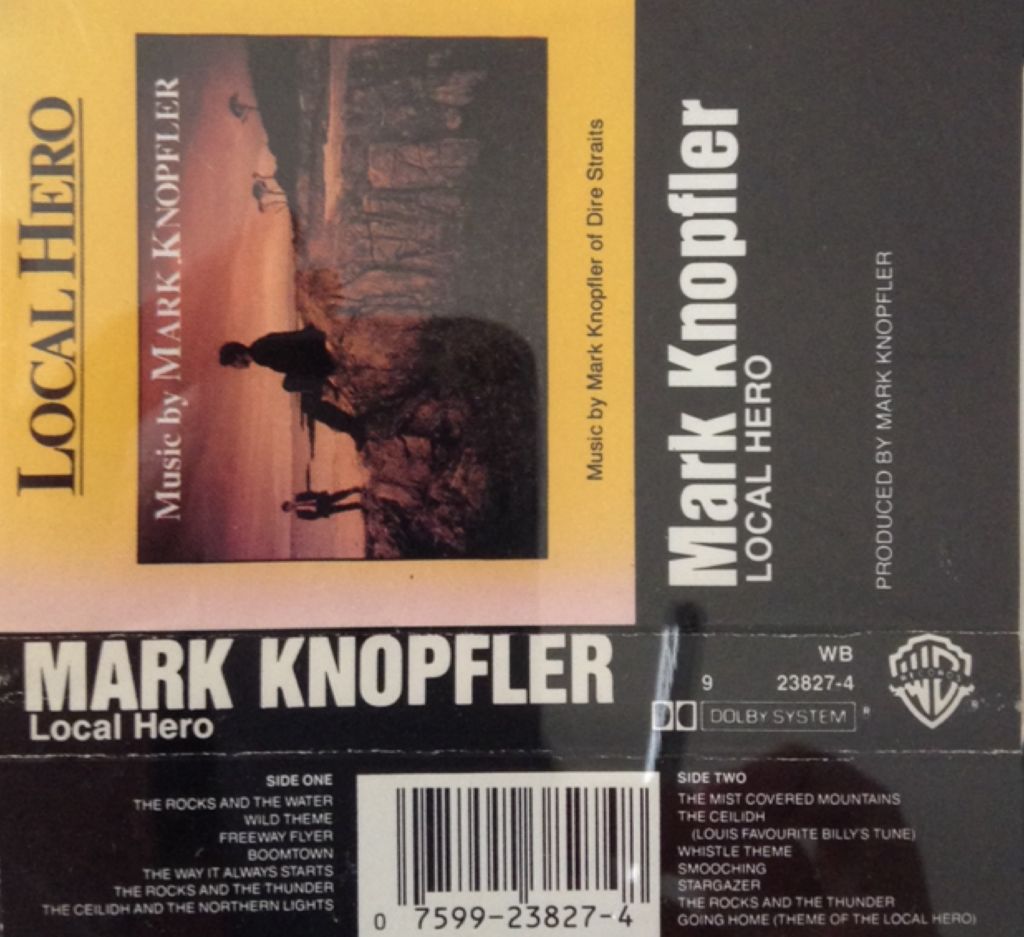 LOCAL HERO
Music by MARK KNOPFLER
Music by Mark Knopfler of Dire Straits
Mark Knopfler
LOCAL HERO
PRODUCED BY MARK KNOPFLER
MARK KNOPFLER
Local Hero
WB
9 23827-4
DOLBY SYSTEM ®
WB
RECORDS
®
SIDE ONE
THE ROCKS AND THE WATER
WILD THEME
FREEWAY FLYER
BOOMTOWN
THE WAY IT ALWAYS STARTS
THE ROCKS AND THE THUNDER
THE CEILIDH AND THE NORTHERN LIGHTS
0 7599-23827-4
SIDE TWO
THE MIST COVERED MOUNTAINS
THE CEILIDH
(LOUIS FAVOURITE BILLY'S TUNE)
WHISTLE THEME
SMOOCHING
STARGAZER
THE ROCKS AND THE THUNDER
GOING HOME (THEME OF THE LOCAL HERO)